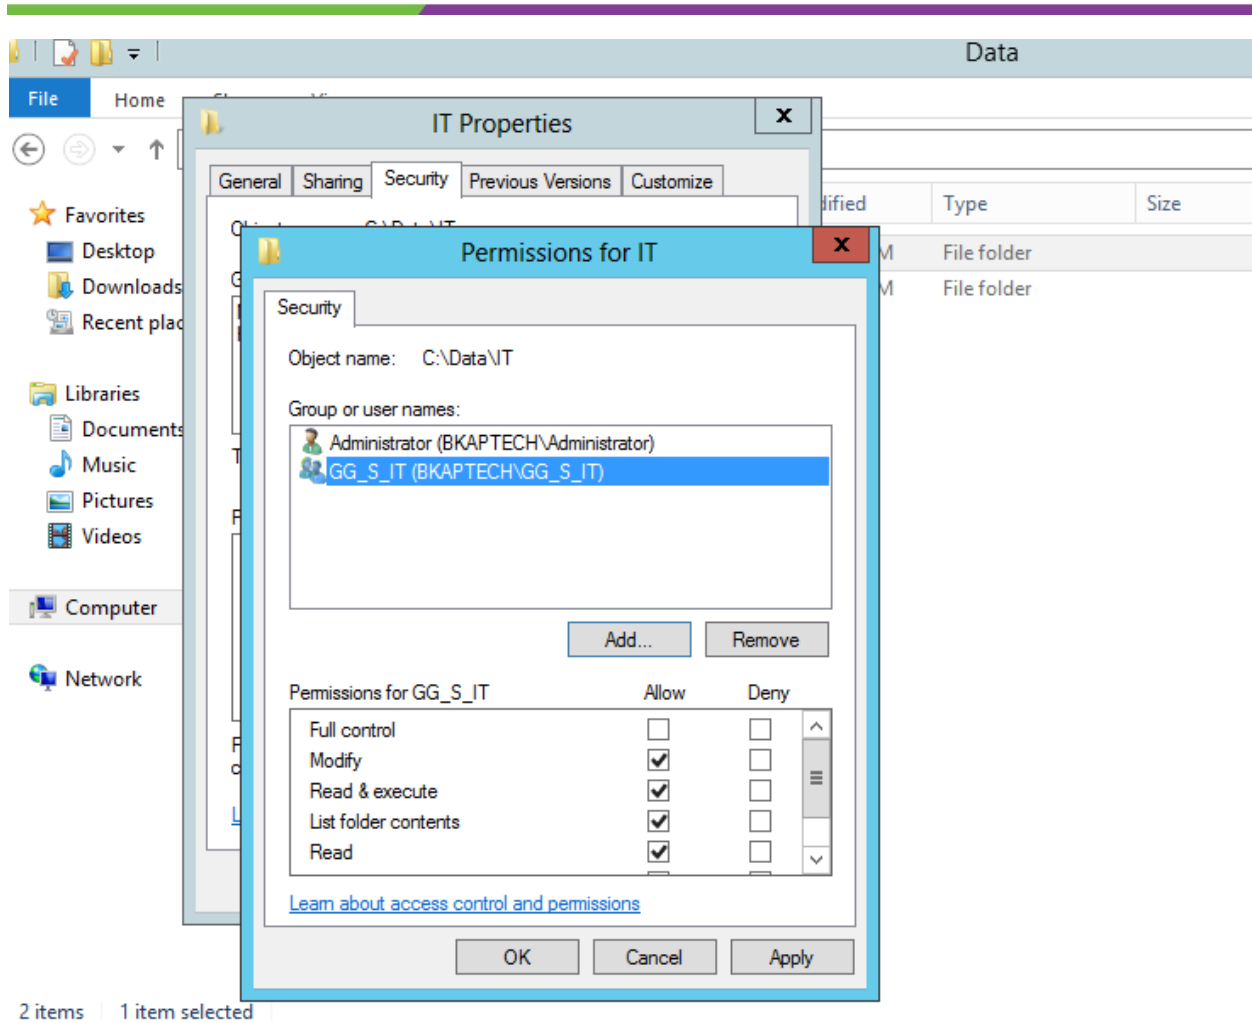 Data
File
Home
IT Properties
x
General
Sharing
Security
Previous Versions
Customize
Type
Size
Favorites
Desktop
Downloads
Recent plac
Libraries
Documents
Music
Pictures
Videos
Computer
Network
File folder
File folder
Permissions for IT
x
Security
Object name: C:\Data\IT
Group or user names:
Administrator (BKAPTECH\Administrator)
GG_S_IT (BKAPTECH\GG_S_IT)
Add...
Remove
Permissions for GG_S_IT
Allow
Deny
Full control
Modify
Read & execute
List folder contents
Read
Learn about access control and permissions
OK
Cancel
Apply
2 items
1 item selected